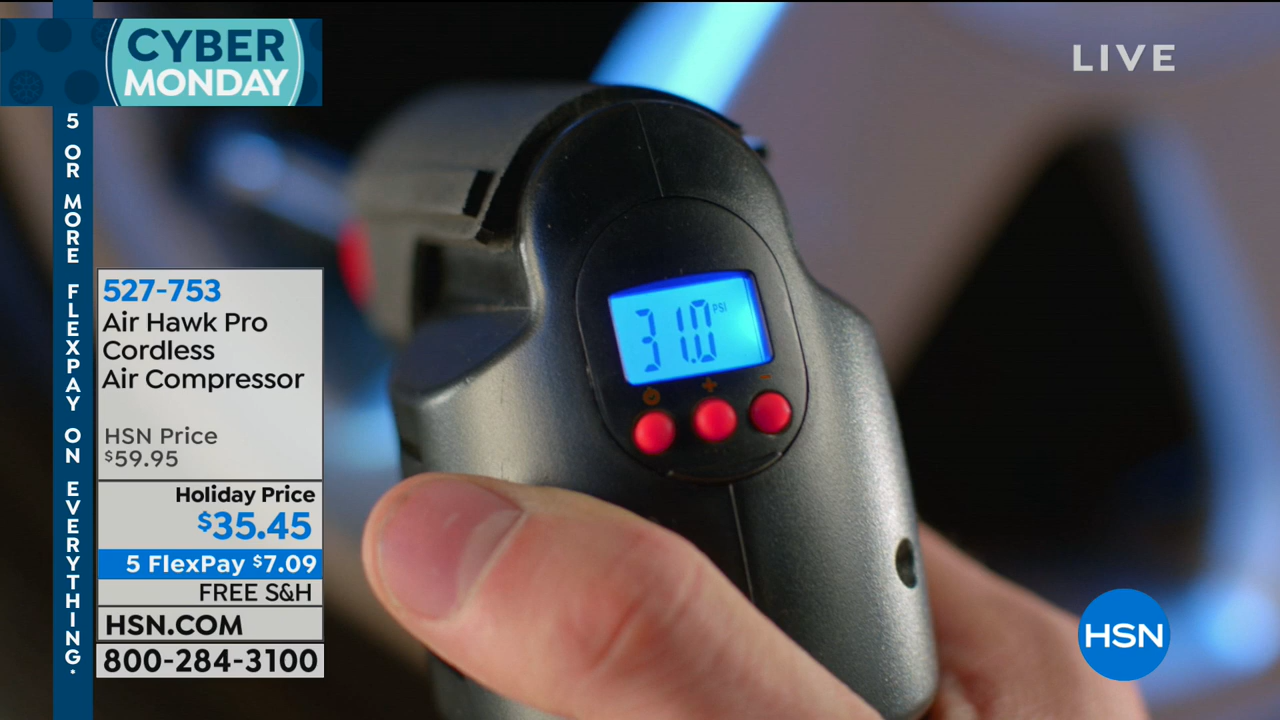 CYBER
MONDAY
LIVE
5 OR MORE FLEXPAY ON EVERYTHING.
527-753
Air Hawk Pro
Cordless
Air Compressor
HSN Price
$59.95
Holiday Price
$35.45
5 FlexPay $7.09
FREE S&H
HSN.COM
800-284-3100
31.0 PSI
+
-
HSN